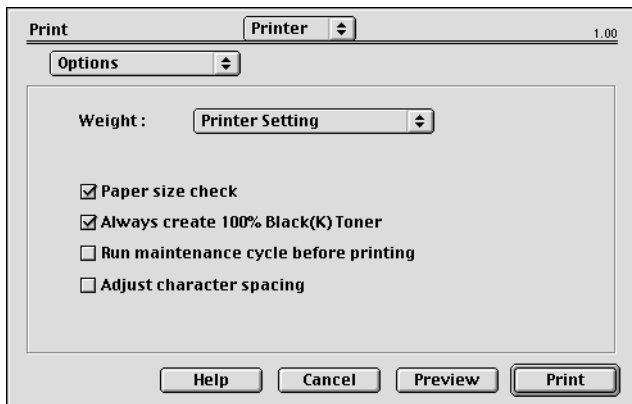 Print Printer 1.00
Options
Weight : Printer Setting
Paper size check
Always create 100% Black(K) Toner
Run maintenance cycle before printing
Adjust character spacing
Help Cancel Preview Print